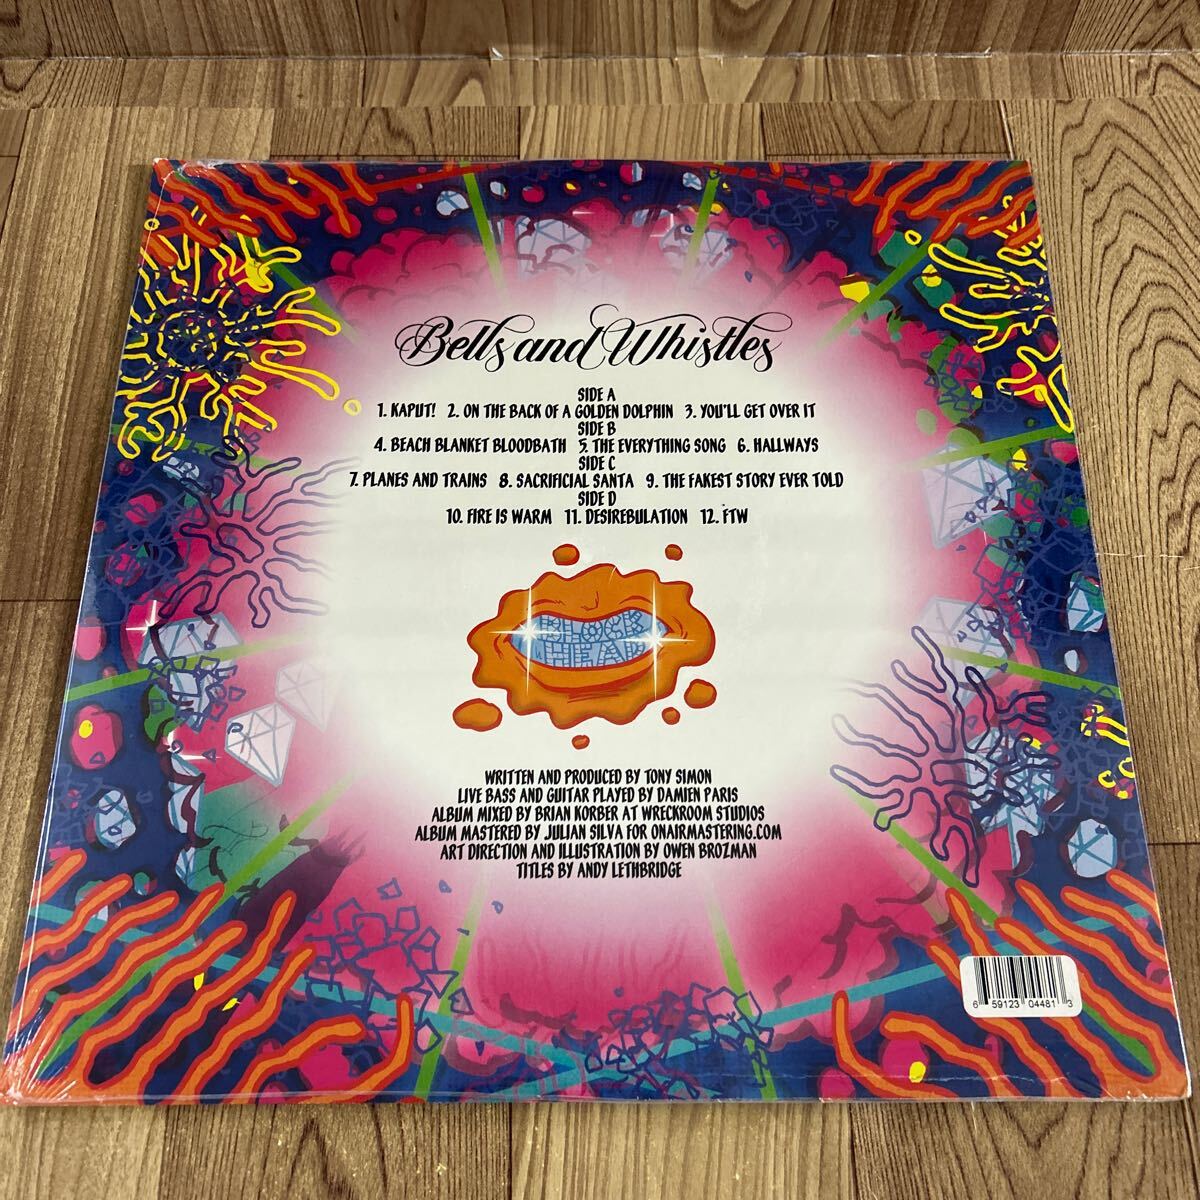 Bells and Whistles
SIDE A
1. KAPUT! 2. ON THE BACK OF A GOLDEN DOLPHIN 3. YOU'LL GET OVER IT
SIDE B
4. BEACH BLANKET BLOODBATH 5. THE EVERYTHING SONG 6. HALLWAYS
SIDE C
7. PLANES AND TRAINS 8. SACRIFICIAL SANTA 9. THE FAKEST STORY EVER TOLD
SIDE D
10. FIRE IS WARM 11. DESIREBULATION 12. FTW
BLOCK
HEAD
WRITTEN AND PRODUCED BY TONY SIMON
LIVE BASS AND GUITAR PLAYED BY DAMIEN PARIS
ALBUM MIXED BY BRIAN KORBER AT WRECKROOM STUDIOS
ALBUM MASTERED BY JULIAN SILVA FOR ONAIRMASTERING.COM
ART DIRECTION AND ILLUSTRATION BY OWEN BROZMAN
TITLES BY ANDY LETHBRIDGE
6 59123 04481 3